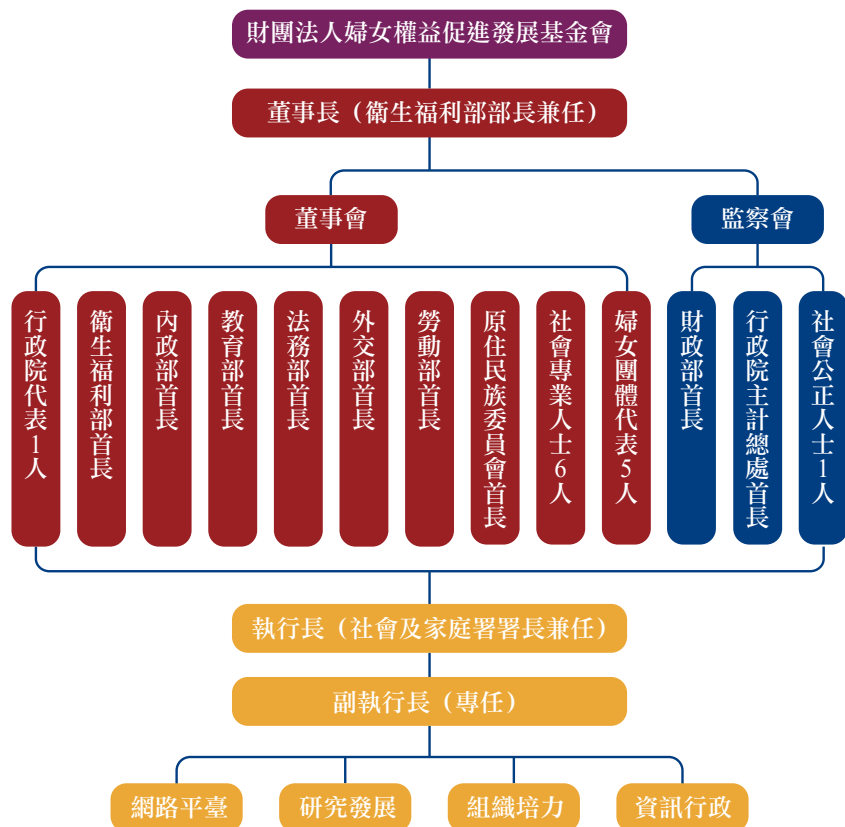 財團法人婦女權益促進發展基金會
董事長（衛生福利部部長兼任）
董事會
監察會
行政院代表1人
衛生福利部首長
內政部首長
教育部首長
法務部首長
外交部首長
勞動部首長
原住民族委員會首長
社會專業人士6人
婦女團體代表5人
財政部首長
行政院主計總處首長
社會公正人士1人
執行長（社會及家庭署署長兼任）
副執行長（專任）
網路平臺
研究發展
組織培力
資訊行政